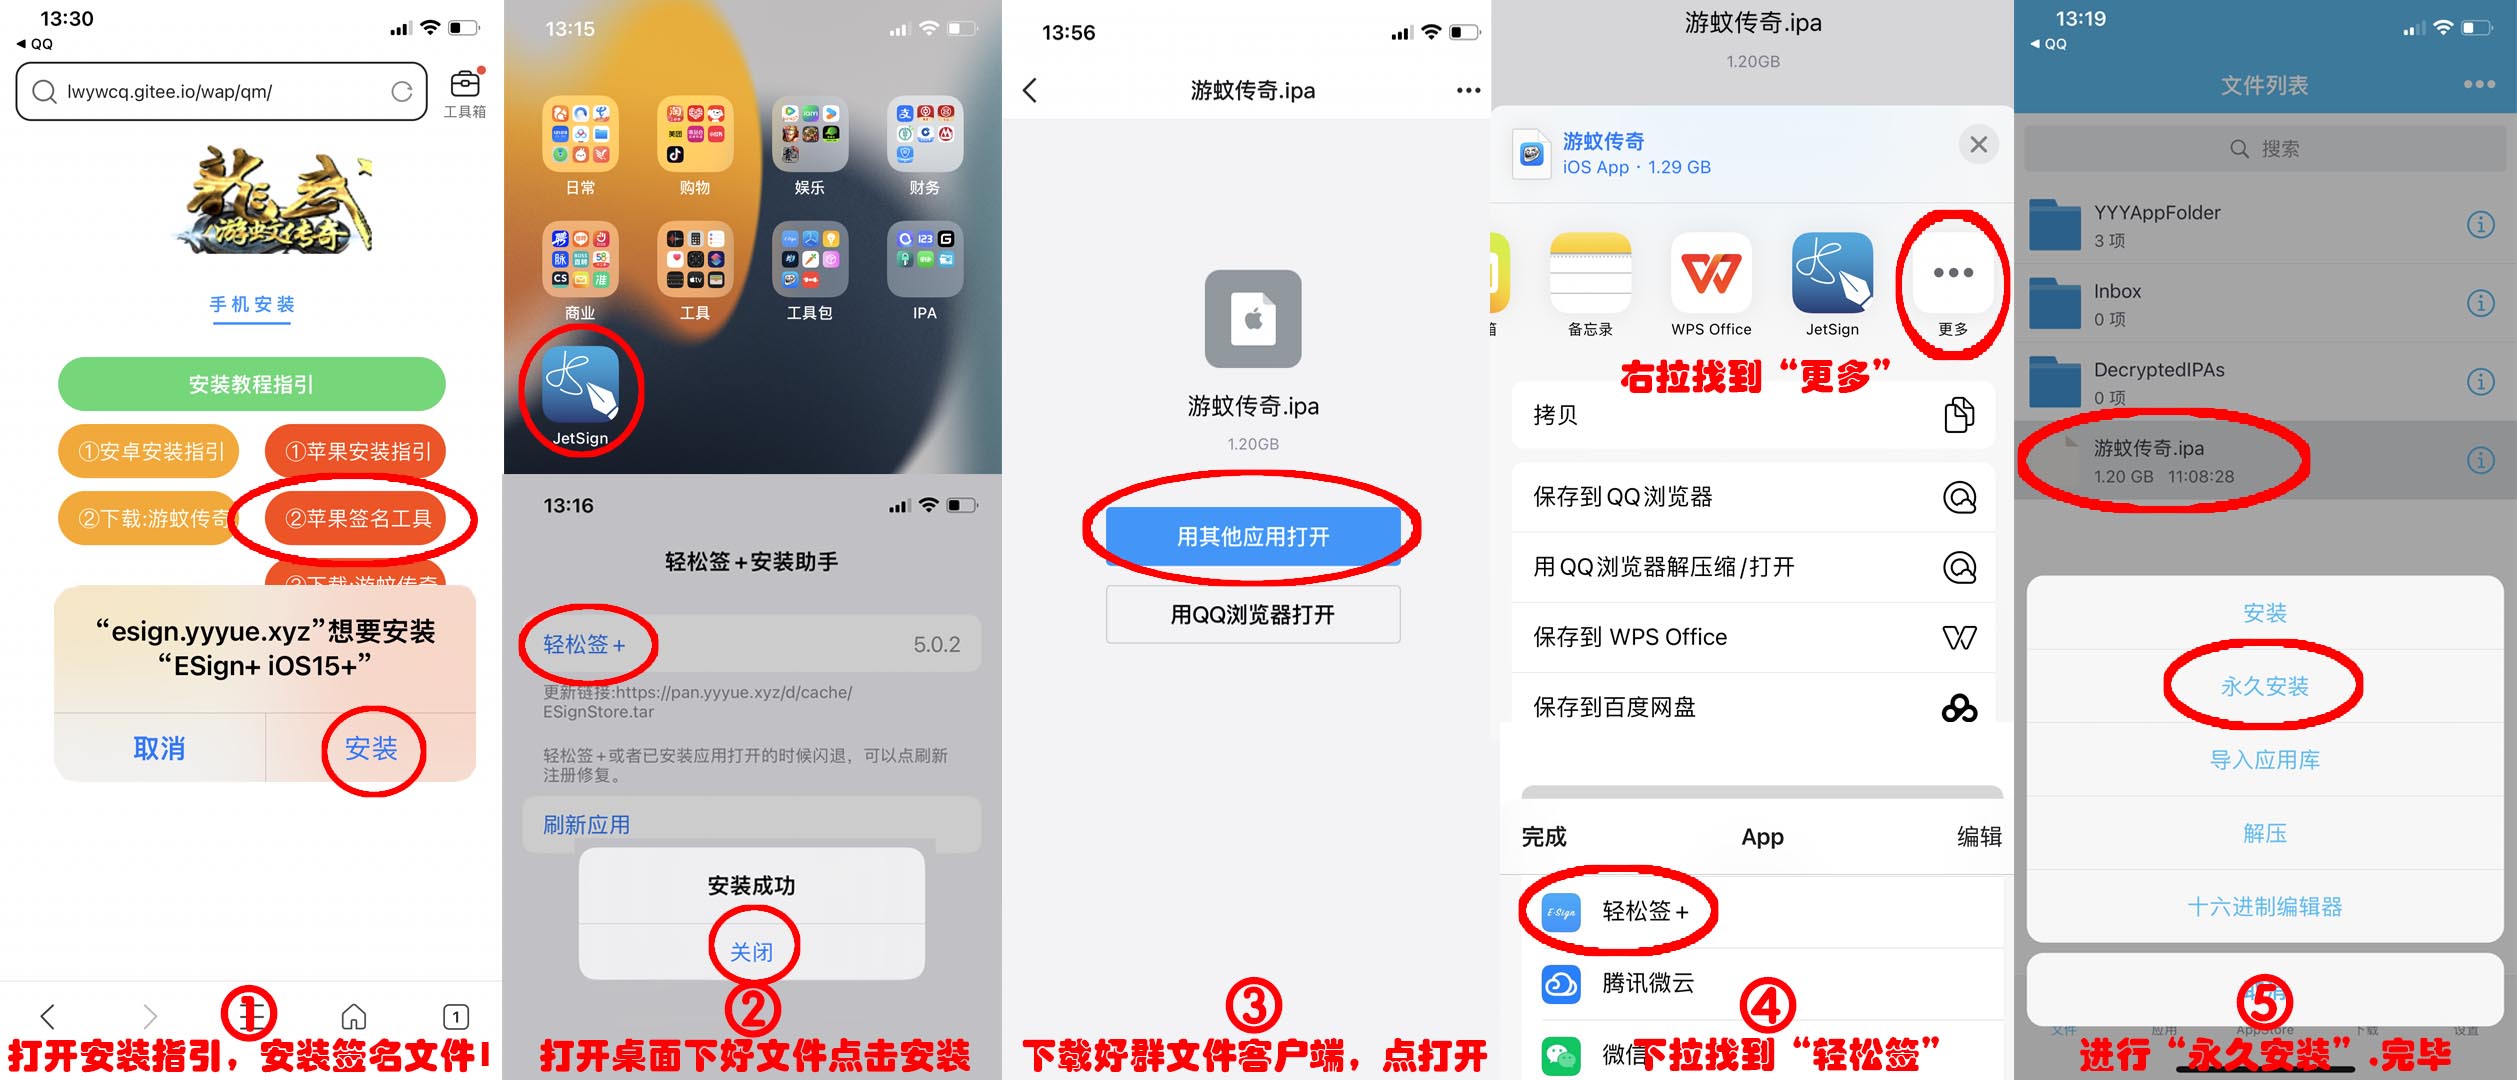 13:30
◀ QQ
lwywcq.gitee.io/wap/qm/
工具箱
龍武
游蚊传奇
手机安装
安装教程指引
①安卓安装指引
①苹果安装指引
②下载:游蚊传奇
②苹果签名工具
③下载:游蚊传奇
“esign.yyyue.xyz”想要安装
“ESign+ iOS15+”
取消
安装
1
①
打开安装指引，安装签名文件!
13:15
日常
购物
娱乐
财务
商业
工具
工具包
IPA
JetSign
13:16
轻松签+安装助手
轻松签+
5.0.2
更新链接:https://pan.yyyue.xyz/d/cache/
ESignStore.tar
轻松签+或者已安装应用打开的时候闪退，可以点刷新
注册修复。
刷新应用
安装成功
关闭
②
打开桌面下好文件点击安装
13:56
游蚊传奇.ipa
游蚊传奇.ipa
1.20GB
用其他应用打开
用QQ浏览器打开
③
下载好群文件客户端，点打开
游蚊传奇.ipa
1.20GB
游蚊传奇
iOS App · 1.29 GB
备忘录
WPS Office
JetSign
更多
右拉找到“更多”
拷贝
保存到QQ浏览器
用QQ浏览器解压缩/打开
保存到 WPS Office
保存到百度网盘
完成
App
编辑
E·Sign
轻松签+
腾讯微云
微信
④
下拉找到“轻松签”
13:19
◀ QQ
文件列表
搜索
YYYAppFolder
3 项
Inbox
0 项
DecryptedIPAs
0 项
游蚊传奇.ipa
1.20 GB 11:08:28
安装
永久安装
导入应用库
解压
十六进制编辑器
取消
⑤
文件
应用
AppStore
下载
设置
进行“永久安装”.完毕